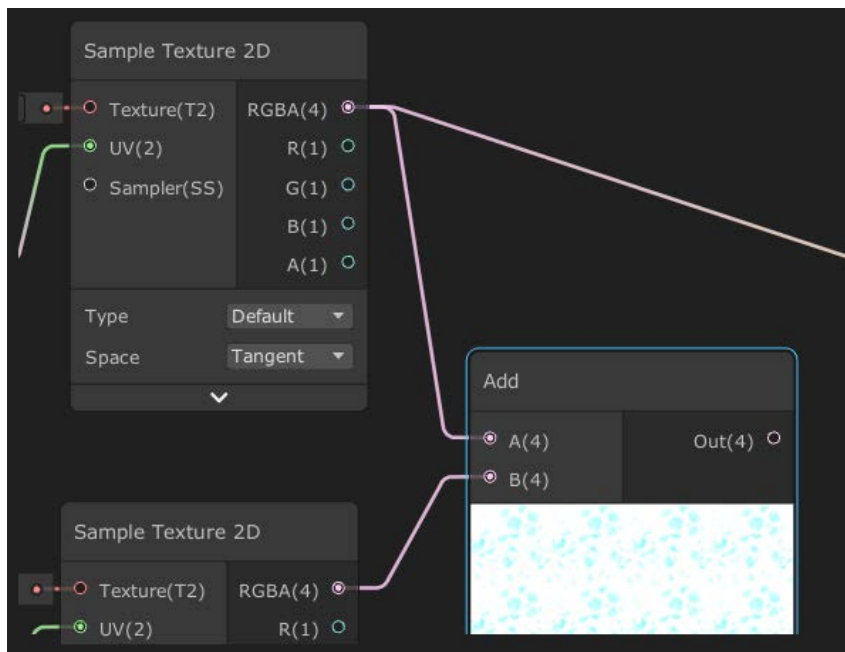 Sample Texture 2D
Texture(T2) RGBA(4)
UV(2) R(1)
Sampler(SS) G(1)
B(1)
A(1)
Type Default
Space Tangent
Add
A(4) Out(4)
B(4)
Sample Texture 2D
Texture(T2) RGBA(4)
UV(2) R(1)